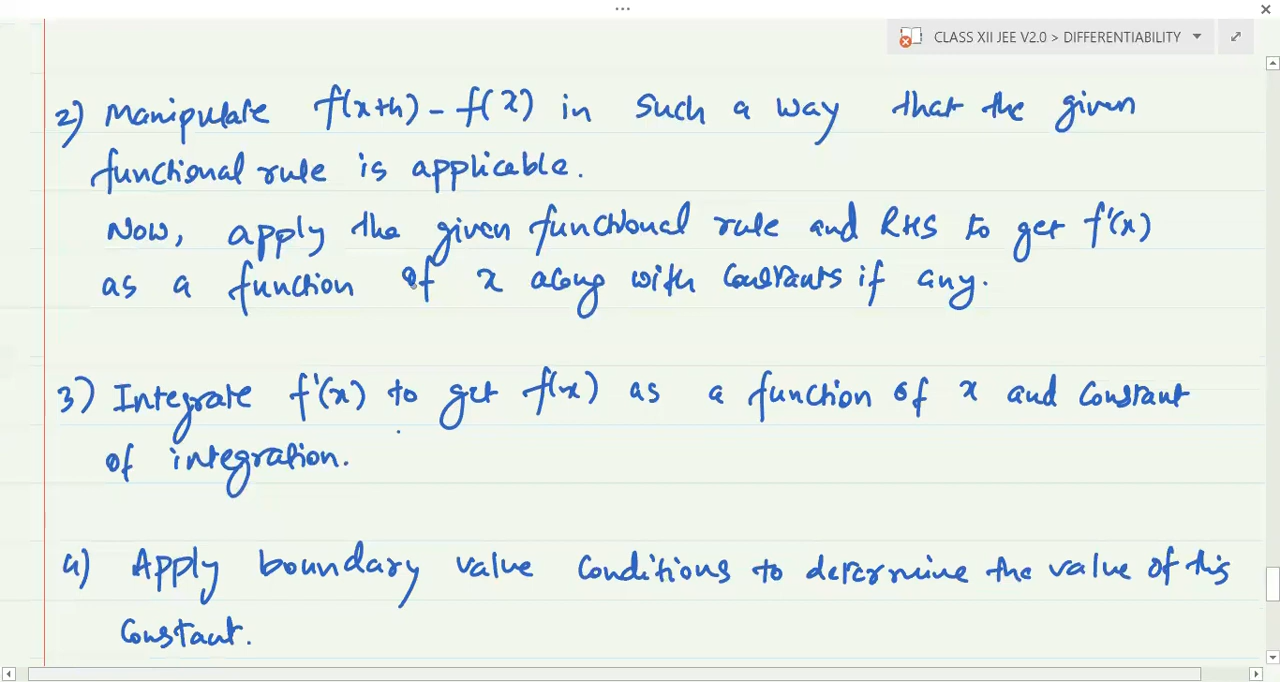 CLASS XII JEE V2.0 > DIFFERENTIABILITY
2) Manipulate f(x+h) - f(x) in such a way that the given
functional rule is applicable.
Now, apply the given functional rule and RHS to get f'(x)
as a function of x along with constants if any.
3) Integrate f'(x) to get f(x) as a function of x and constant
of integration.
4) Apply boundary value conditions to determine the value of this
constant.